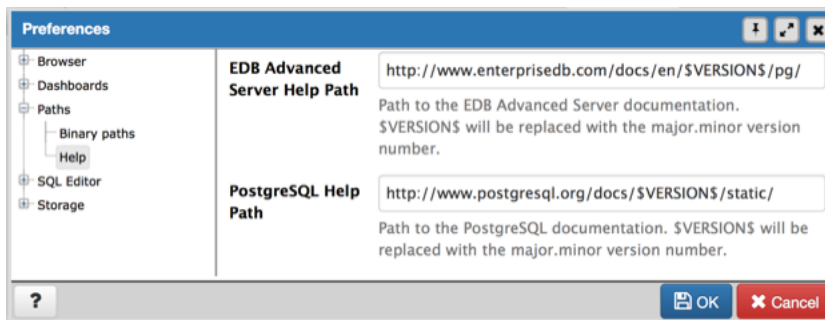 Preferences
Browser
Dashboards
Paths
Binary paths
Help
SQL Editor
Storage
EDB Advanced
Server Help Path
http://www.enterprisedb.com/docs/en/$VERSION$/pg/
Path to the EDB Advanced Server documentation.
$VERSION$ will be replaced with the major.minor version
number.
PostgreSQL Help
Path
http://www.postgresql.org/docs/$VERSION$/static/
Path to the PostgreSQL documentation. $VERSION$ will be
replaced with the major.minor version number.
?
OK
Cancel